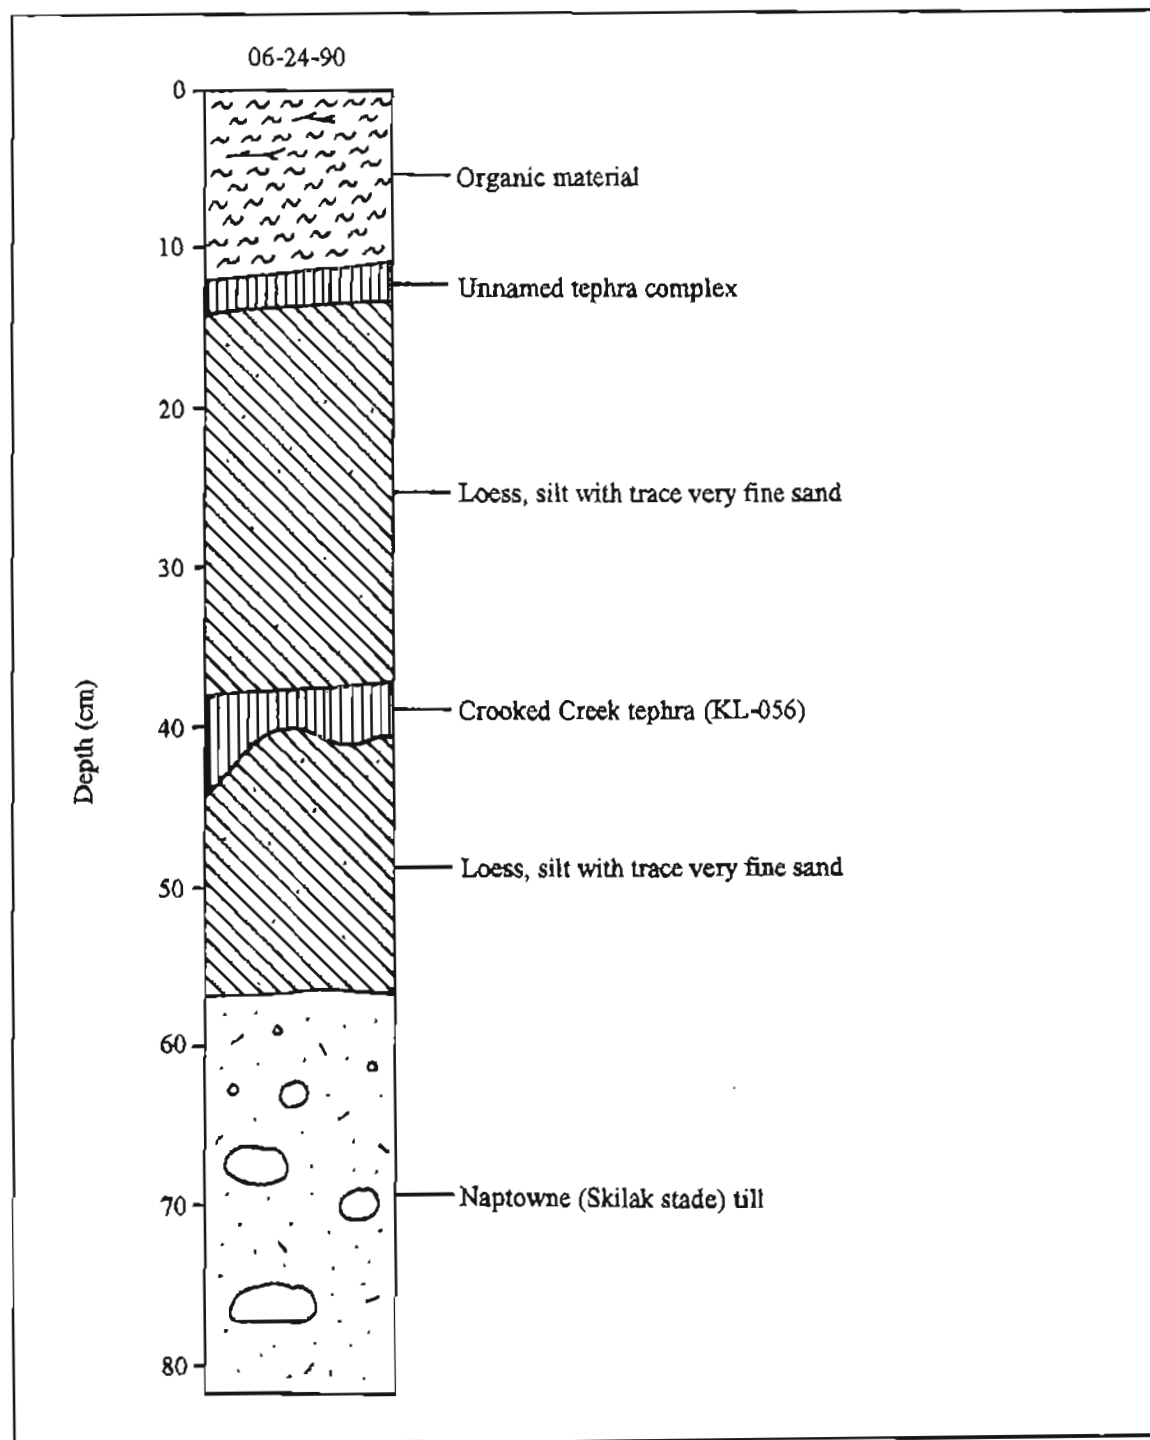 06-24-90
0
Organic material
10
Unnamed tephra complex
20
Loess, silt with trace very fine sand
30
Depth (cm)
Crooked Creek tephra (KL-056)
40
Loess, silt with trace very fine sand
50
60
Naptowne (Skilak stade) till
70
80